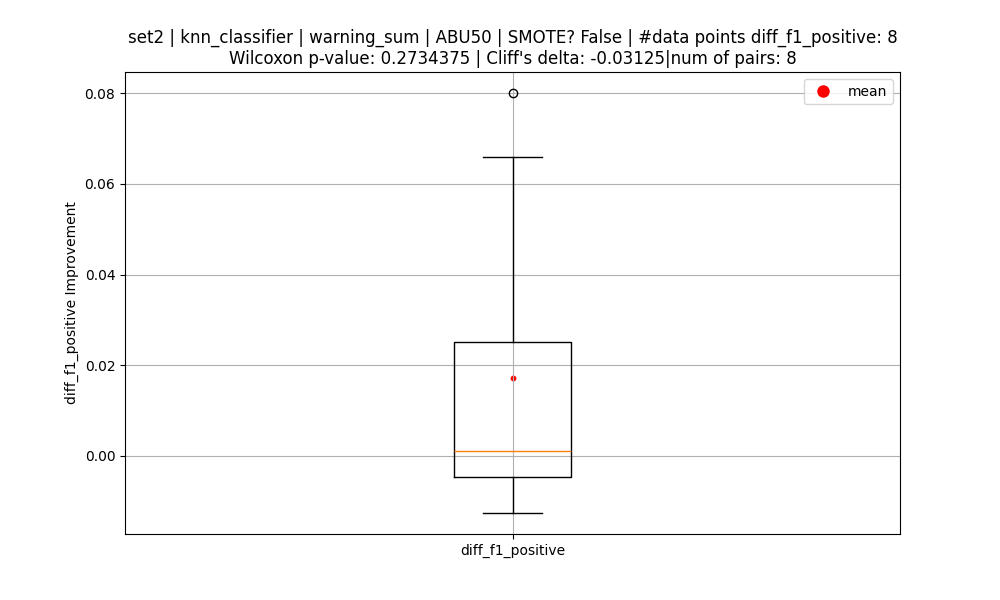 set2 | knn_classifier | warning_sum | ABU50 | SMOTE? False | #data points diff_f1_positive: 8
Wilcoxon p-value: 0.2734375 | Cliff's delta: -0.03125|num of pairs: 8
mean
0.08
0.06
0.04
0.02
0.00
diff_f1_positive Improvement
diff_f1_positive